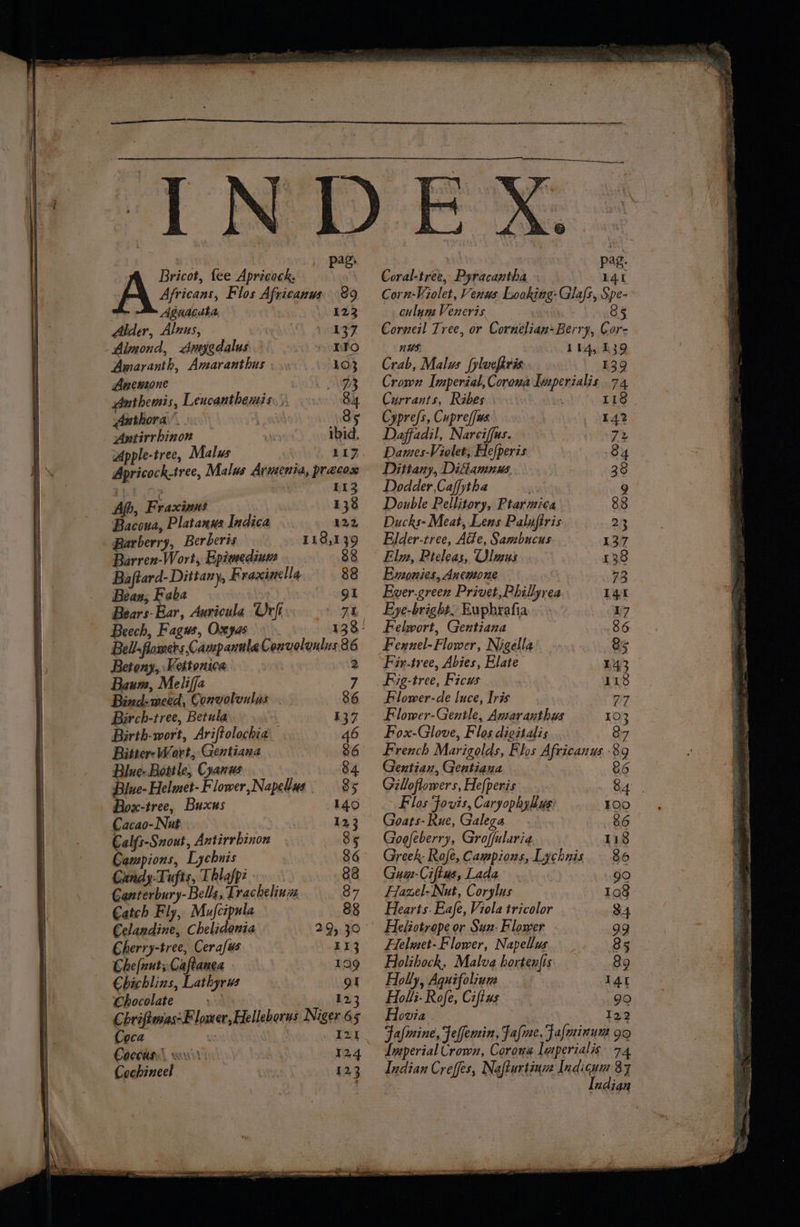 INDEX.
pag.
ABricot, ſee Apricock,
Africans, Flos Africanus 89
Aguacata 123
Alder, Alnus, 137
Almond, Amygdalus 110
Amaranth, Amaranthus 103
Anemone 73
Anthemis, Leucanthemis 84
Anthora 85
Antirrhinon ibid.
Apple-tree, Malus 117
Apricock-tree, Malus Armenia, præcox
113
Aſh, Fraxinus 138
Bacona, Platanus Indica 122
Barberry, Berberis 118,139
Barren-Wort, Epimedium 88
Baſtard-Dittany, Fraxinella 88
Bean, Faba 91
Bears-Ear, Auricula Urſi 71
Beech, Fagus, Oxyas 138
Bell-flowers, Campanula Convolvulus 86
Betony, Vettonica 2
Baum, Meliſſa 7
Bind-weed, Convolvulus 86
Birch-tree, Betula 137
Birth-wort, Ariſtolochia 46
Bitter-Wort, Gentiana 86
Blue-Bottle, Cyanus 84
Blue-Helmet-Flower, Napellus 85
Box-tree, Buxus 140
Cacao-Nut 123
Calfs-Snout, Antirrhinon 85
Campions, Lychnis 86
Candy-Tufts, Thlaſpi 88
Canterbury-Bells, Trachelium 87
Catch Fly, Muſcipula 88
Celandine, Chelidonia 29, 30
Cherry-tree, Ceraſus 113
Cheſnut, Caſtanea 109
Chichlins, Lathyrus 91
Chocolate 123
Chriſtmas-Flower, Helleborus Niger 65
Coca 121
Coccus 124
Cochineel 123
pag.
Coral-tree, Pyracantha 141
Corn-Violet, Venus Looking-Glaſs, Spe-
culum Veneris 85
Corneil Tree, or Cornelian-Berry, Cor-
nus 114, 139
Crab, Malus ſylveſtris 139
Crown Imperial, Corona Imperialis 74
Currants, Ribes 118
Cypreſs, Cupreſſus 142
Daffadil, Narciſſus. 72
Dames-Violet, Heſperis 84
Dittany, Dictamnus 38
Dodder, Caſſytha 9
Double Pellitory, Ptarmica 88
Ducks-Meat, Lens Paluſtris 23
Elder-tree, Acte, Sambucus 137
Elm, Pteleas, Ulmus 138
Emonies, Anemone 73
Ever-green Privet, Phillyrea 141
Eye-bright, Euphraſia 17
Felwort, Gentiana 86
Fennel-Flower, Nigella 85
Fir-tree, Abies, Elate 143
Fig-tree, Ficus 118
Flower-de luce, Iris 77
Flower-Gentle, Amaranthus 103
Fox-Glove, Flos digitalis 87
French Marigolds, Flos Africanus 89
Gentian, Gentiana 86
Gilloflowers, Heſperis 84
Flos Jovis, Caryophyllus 100
Goats-Rue, Galega 86
Gooſeberry, Groſſularia 118
Greek-Roſe, Campions, Lychnis 86
Gum-Ciſtus, Lada 90
Hazel-Nut, Corylus 108
Hearts-Eaſe, Viola tricolor 84
Heliotrope or Sun-Flower 99
Helmet-Flower, Napellus 85
Holihock, Malva hortenſis 89
Holly, Aquifolium 141
Holli-Roſe, Ciſtus 90
Hovia 122
Jaſmine, Jeſſemin, Jaſme, Jaſminum 90
Imperial Crown, Corona Imperialis 74
Indian Creſſes, Naſturtium Indicum 87
Indian